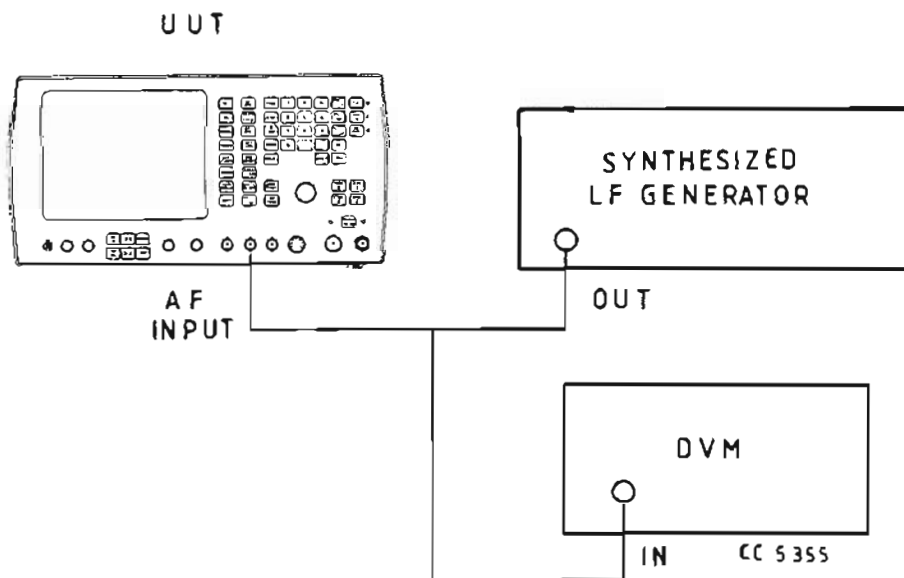 UUT
SYNTHESIZED
LF GENERATOR
AF
INPUT
OUT
DVM
IN
CC 5355